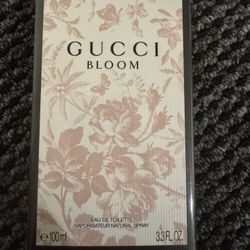 GUCCI
BLOOM
EAU DE TOILETTE
VAPORISATEUR NATURAL SPRAY
e 100ml 3.3 FL.OZ